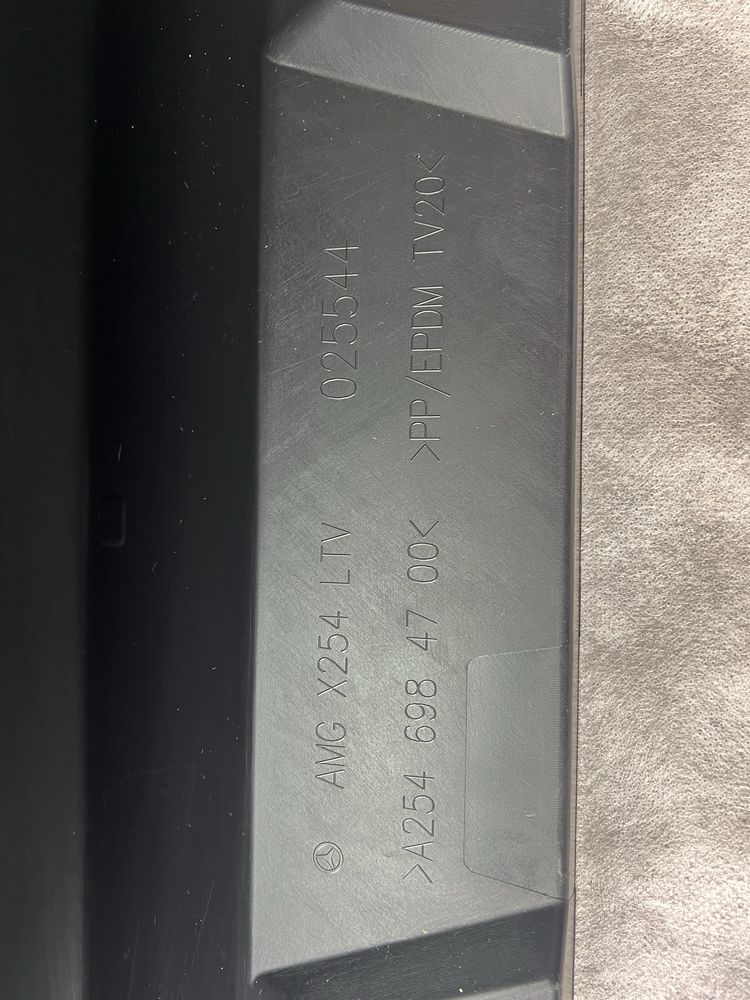 AMG X254 LTV 025544
>A254 698 47 00< >PP/EPDM TV20<